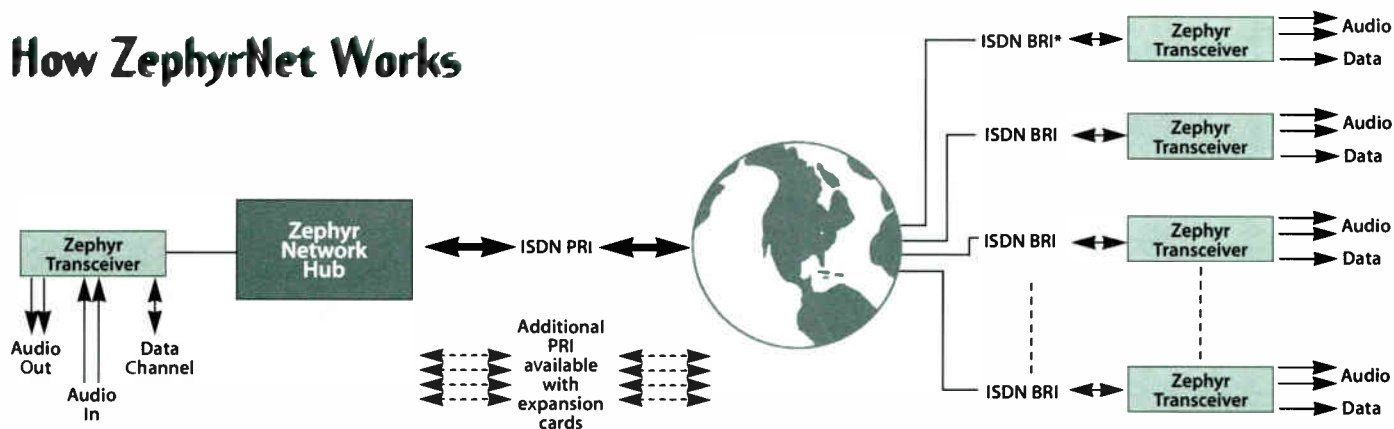 How ZephyrNet Works
Zephyr
Transceiver
Audio
Out
Audio
In
Data
Channel
Zephyr
Network
Hub
ISDN PRI
Additional
PRI
available
with
expansion
cards
ISDN BRI*
Zephyr
Transceiver
Audio
Data
ISDN BRI
Zephyr
Transceiver
Audio
Data
ISDN BRI
Zephyr
Transceiver
Audio
Data
ISDN BRI
Zephyr
Transceiver
Audio
Data